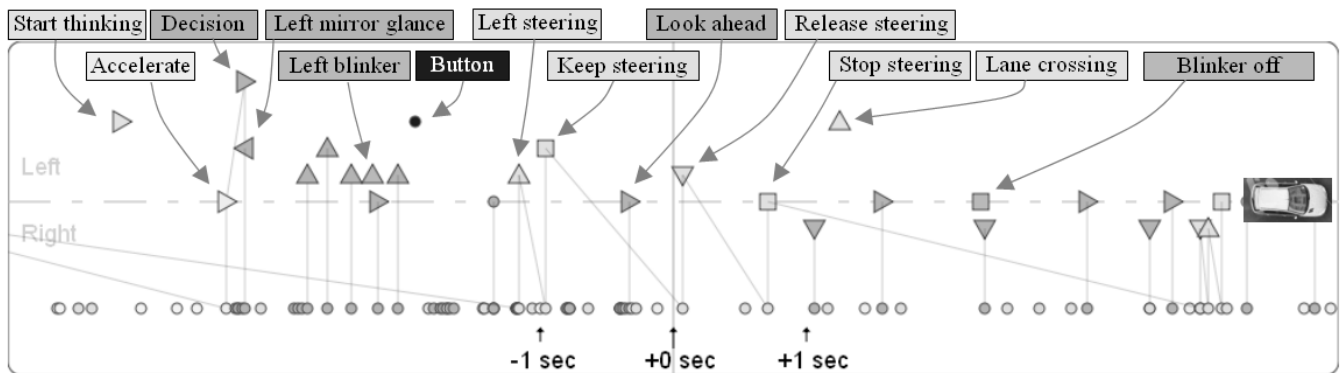 Start thinking
Decision
Left mirror glance
Left steering
Look ahead
Release steering
Accelerate
Left blinker
Button
Keep steering
Stop steering
Lane crossing
Blinker off
Left
Right
-1 sec
+0 sec
+1 sec